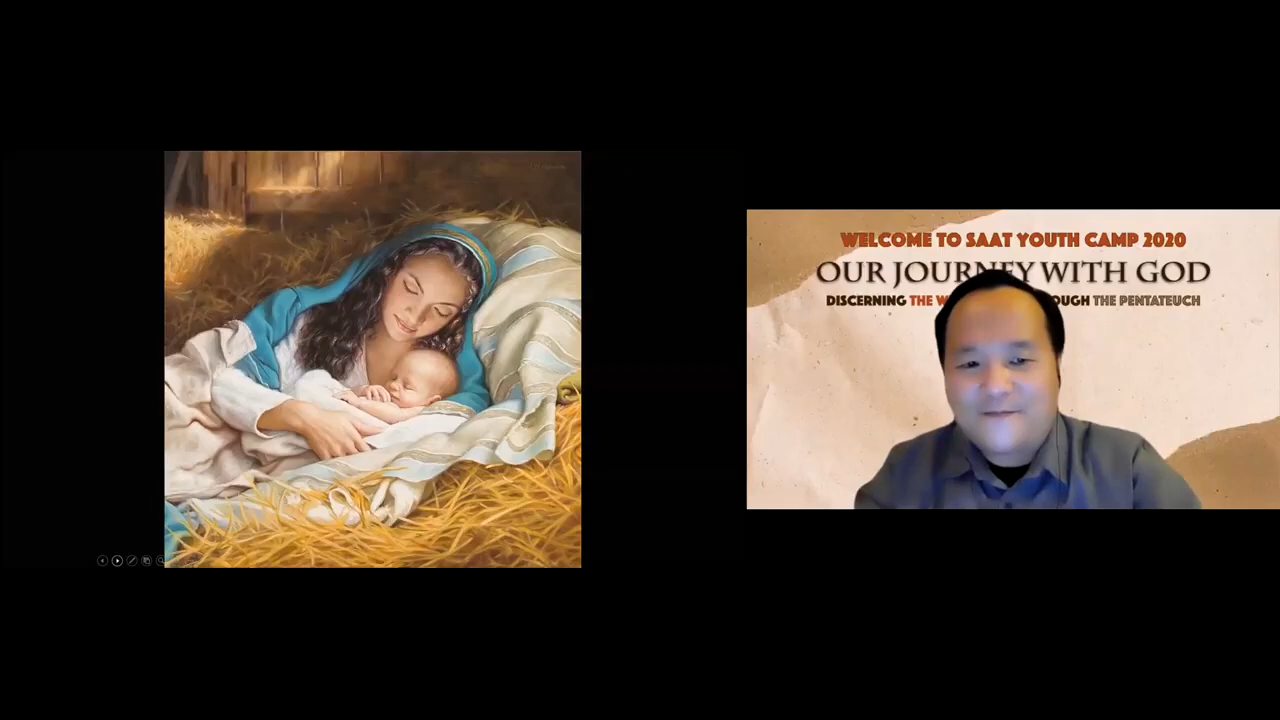 WELCOME TO SAAT YOUTH CAMP 2020
OUR JOURNEY WITH GOD
DISCERNING THE W OUGH THE PENTATEUCH